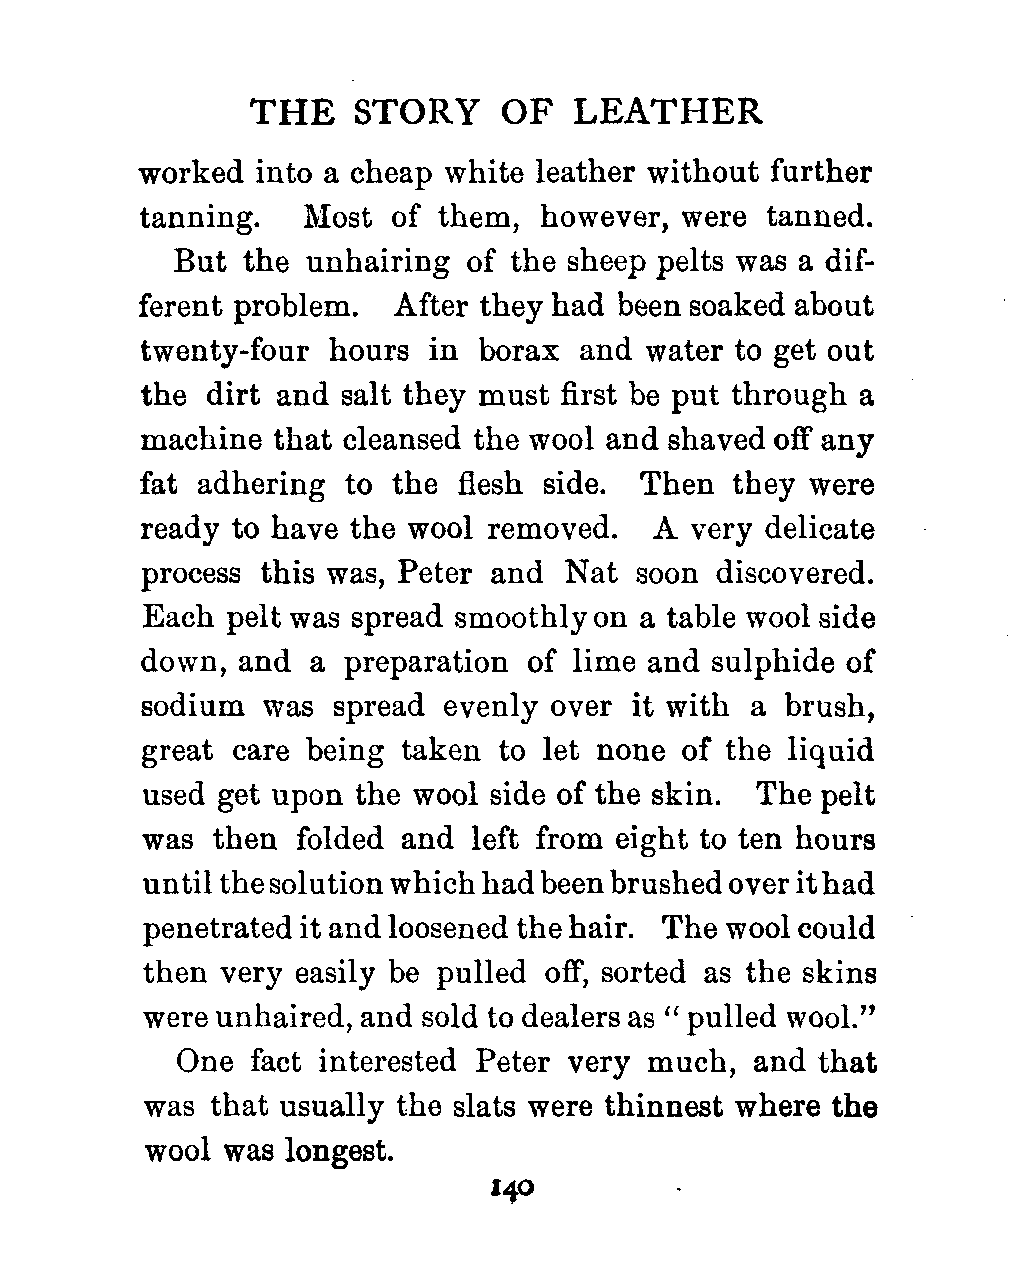 THE STORY OF LEATHER
worked into a cheap white leather without further
tanning. Most of them, however, were tanned.
But the unhairing of the sheep pelts was a dif-
ferent problem. After they had been soaked about
twenty-four hours in borax and water to get out
the dirt and salt they must first be put through a
machine that cleansed the wool and shaved off any
fat adhering to the flesh side. Then they were
ready to have the wool removed. A very delicate
process this was, Peter and Nat soon discovered.
Each pelt was spread smoothly on a table wool side
down, and a preparation of lime and sulphide of
sodium was spread evenly over it with a brush,
great care being taken to let none of the liquid
used get upon the wool side of the skin. The pelt
was then folded and left from eight to ten hours
until the solution which had been brushed over it had
penetrated it and loosened the hair. The wool could
then very easily be pulled off, sorted as the skins
were unhaired, and sold to dealers as “pulled wool.”
One fact interested Peter very much, and that
was that usually the slats were thinnest where the
wool was longest.
140